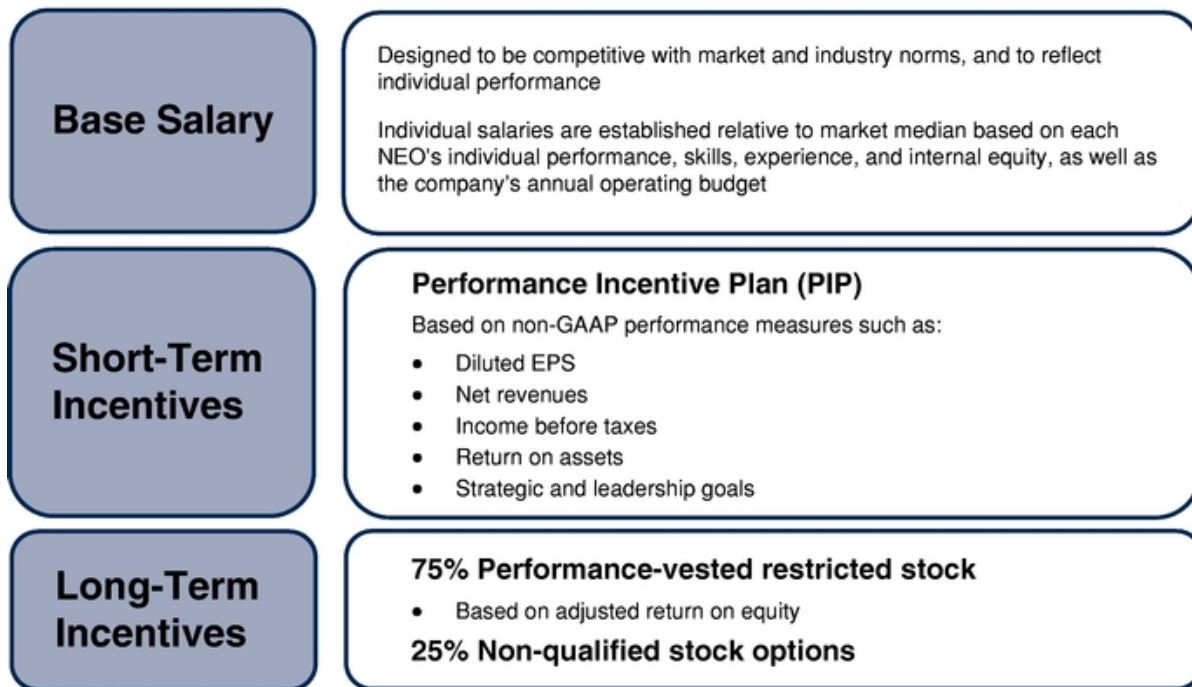 Base Salary
Designed to be competitive with market and industry norms, and to reflect
individual performance
Individual salaries are established relative to market median based on each
NEO's individual performance, skills, experience, and internal equity, as well as
the company's annual operating budget
Short-Term
Incentives
Performance Incentive Plan (PIP)
Based on non-GAAP performance measures such as:
• Diluted EPS
• Net revenues
• Income before taxes
• Return on assets
• Strategic and leadership goals
Long-Term
Incentives
75% Performance-vested restricted stock
• Based on adjusted return on equity
25% Non-qualified stock options